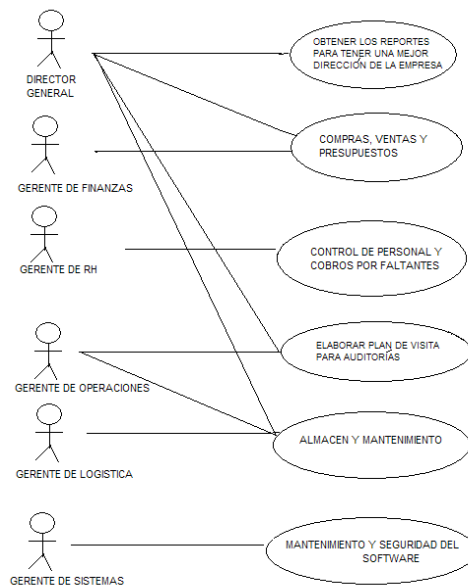 DIRECTOR
GENERAL
OBTENER LOS REPORTES
PARA TENER UNA MEJOR
DIRECCIÓN DE LA EMPRESA
GERENTE DE FINANZAS
COMPRAS, VENTAS Y
PRESUPUESTOS
GERENTE DE RH
CONTROL DE PERSONAL Y
COBROS POR FALTANTES
GERENTE DE OPERACIONES
ELABORAR PLAN DE VISITA
PARA AUDITORÍAS
GERENTE DE LOGISTICA
ALMACEN Y MANTENIMIENTO
GERENTE DE SISTEMAS
MANTENIMIENTO Y SEGURIDAD DEL
SOFTWARE